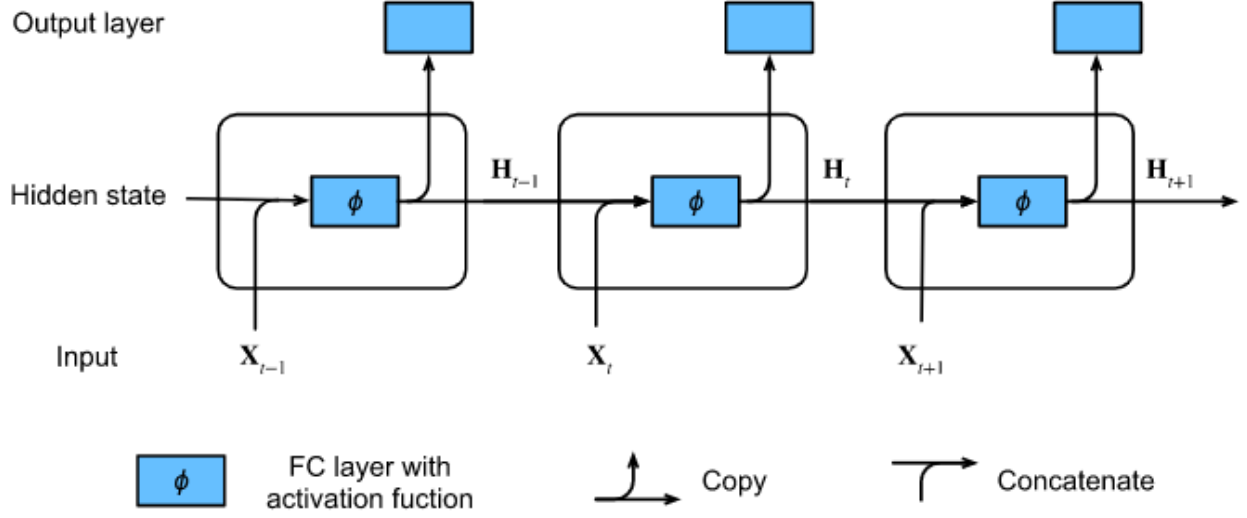 Output layer
Hidden state
ϕ
H_{t-1}
ϕ
H_t
ϕ
H_{t+1}
Input
X_{t-1}
X_t
X_{t+1}
ϕ
FC layer with
activation fuction
Copy
Concatenate